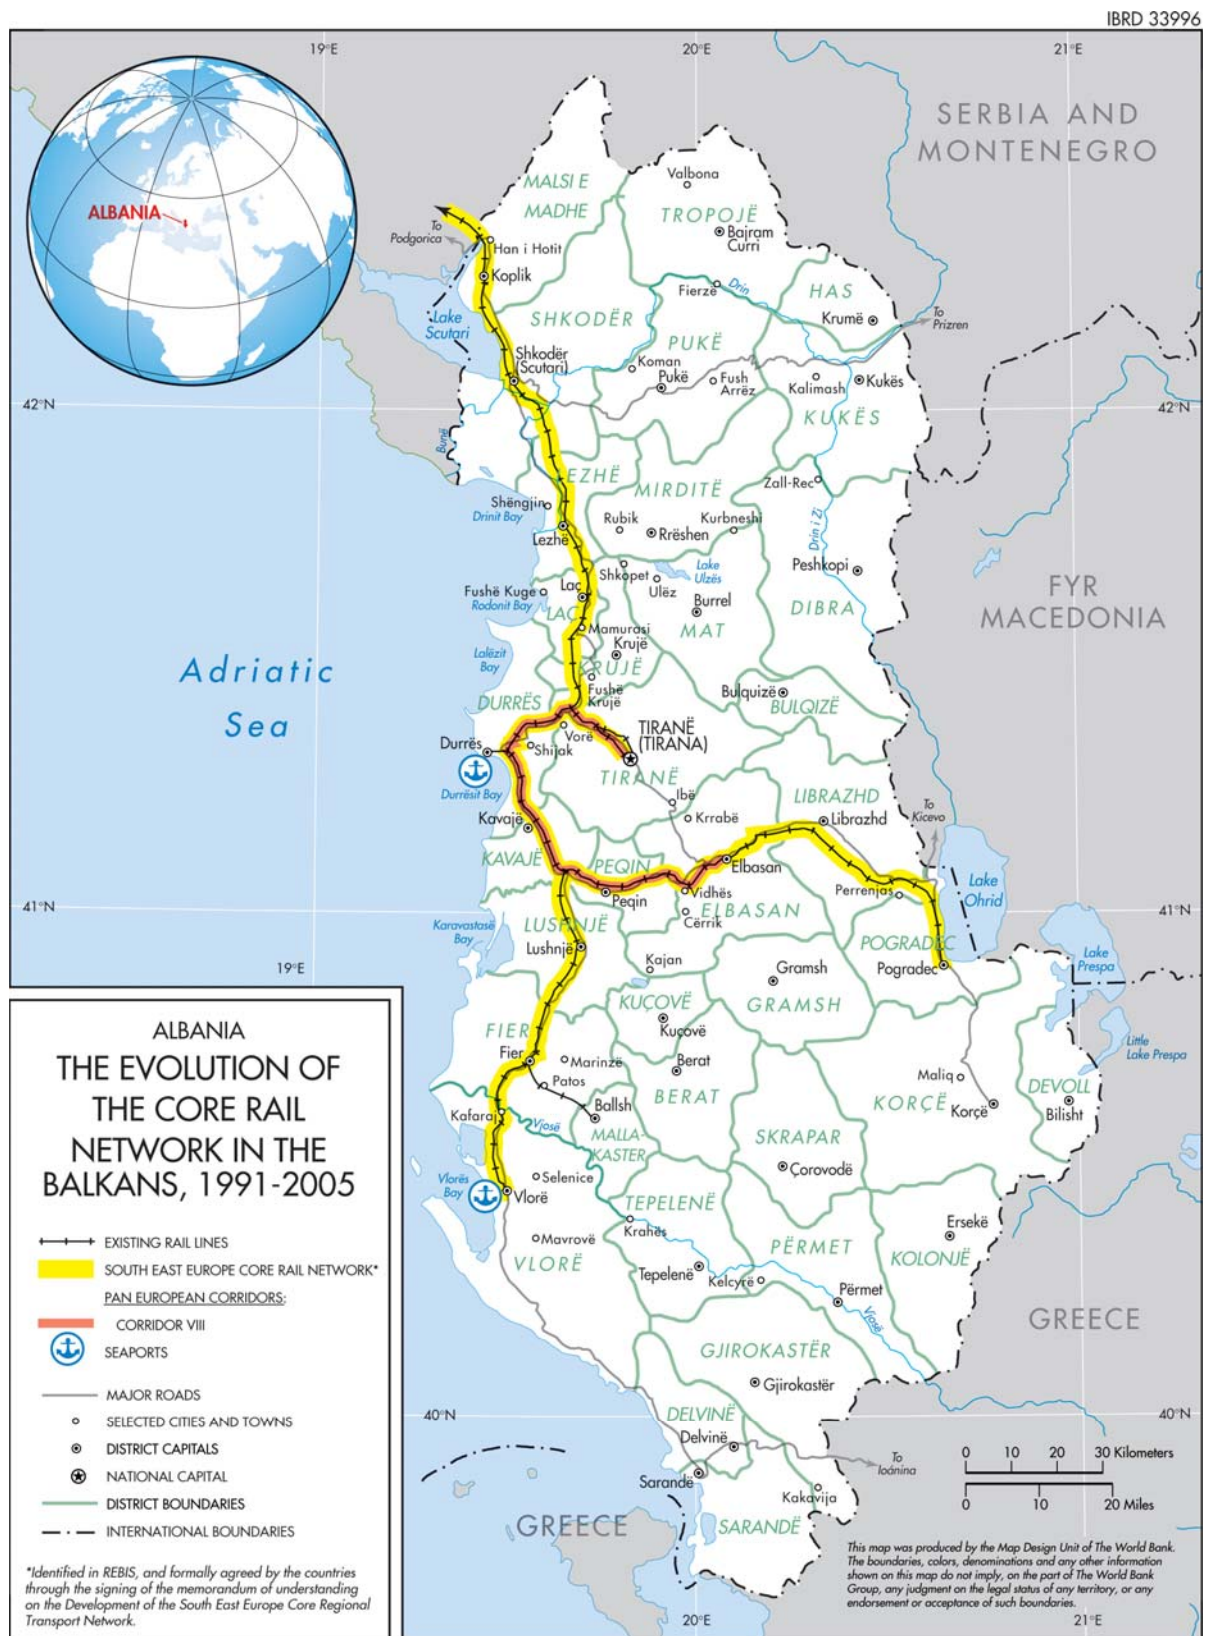 IBRD 33996
19°E
20°E
21°E
SERBIA AND
MONTENEGRO
ALBANIA
MALSI E
MADHE
Valbona
TROPOJË
Bajram
Curri
To
Podgorica
Han i Hotit
Koplik
Fierzë
Drin
HAS
Krumë
To
Prizren
Lake
Scutari
SHKODËR
PUKË
Shkodër
(Scutari)
Koman
Pukë
Fush
Arrëz
Kalimash
Kukës
42°N
42°N
KUKËS
Bunë
EZHË
MIRDITË
Zall-Rec
Shëngjin
Drinit Bay
Rubik
Rrëshen
Kurbneshi
Drin i Zi
Lezhë
Peshkopi
Shkopet
Ulëz
Lake
Ulzës
FYR
MACEDONIA
Fushë Kugë
Rodonit Bay
Laç
LAÇ
Burrel
DIBRA
MAT
Mamurasi
Krujë
Adriatic
Sea
Lalëzit
Bay
KRUJË
Fushë
Krujë
DURRËS
Bulquizë
BULQIZË
Vorë
TIRANË
(TIRANA)
Durrës
Shijak
TIRANË
Durrësit Bay
Ibë
LIBRAZHD
To
Kicevo
Kavajë
Krrabë
Librazhd
KAVAJË
PEQIN
Elbasan
Peqin
Vidhës
Perrenjas
Lake
Ohrid
ELBASAN
Cërrik
41°N
41°N
Karavastasë
Bay
LUSHNJË
Lushnjë
POGRADEC
Pogradec
Lake
Prespa
19°E
Kajan
Gramsh
GRAMSH
KUÇOVË
Kuçovë
FIER
Fier
Marinzë
Berat
Little
Lake Prespa
Patos
Maliq
DEVOLL
BERAT
KORÇË
Korçë
Bilisht
Kafaraj
Ballsh
Vjosë
MALLA-
KASTER
SKRAPAR
Çorovodë
Vlorës
Bay
Vlorë
Selenice
TEPELENË
Krahës
Ersekë
Mavrovë
VLORË
PËRMET
KOLONJË
Tepelenë
Kelcyrë
Përmet
Vjosë
GREECE
GJIROKASTËR
Gjirokastër
40°N
40°N
DELVINË
Delvinë
To
Ioánina
Sarandë
Kakavija
GREECE
SARANDË
20°E
21°E
0 10 20 30 Kilometers
0 10 20 Miles
This map was produced by the Map Design Unit of The World Bank.
The boundaries, colors, denominations and any other information
shown on this map do not imply, on the part of The World Bank
Group, any judgment on the legal status of any territory, or any
endorsement or acceptance of such boundaries.
ALBANIA
THE EVOLUTION OF
THE CORE RAIL
NETWORK IN THE
BALKANS, 1991-2005
EXISTING RAIL LINES
SOUTH EAST EUROPE CORE RAIL NETWORK*
PAN EUROPEAN CORRIDORS:
CORRIDOR VIII
SEAPORTS
MAJOR ROADS
SELECTED CITIES AND TOWNS
DISTRICT CAPITALS
NATIONAL CAPITAL
DISTRICT BOUNDARIES
INTERNATIONAL BOUNDARIES
*Identified in REBIS, and formally agreed by the countries
through the signing of the memorandum of understanding
on the Development of the South East Europe Core Regional
Transport Network.